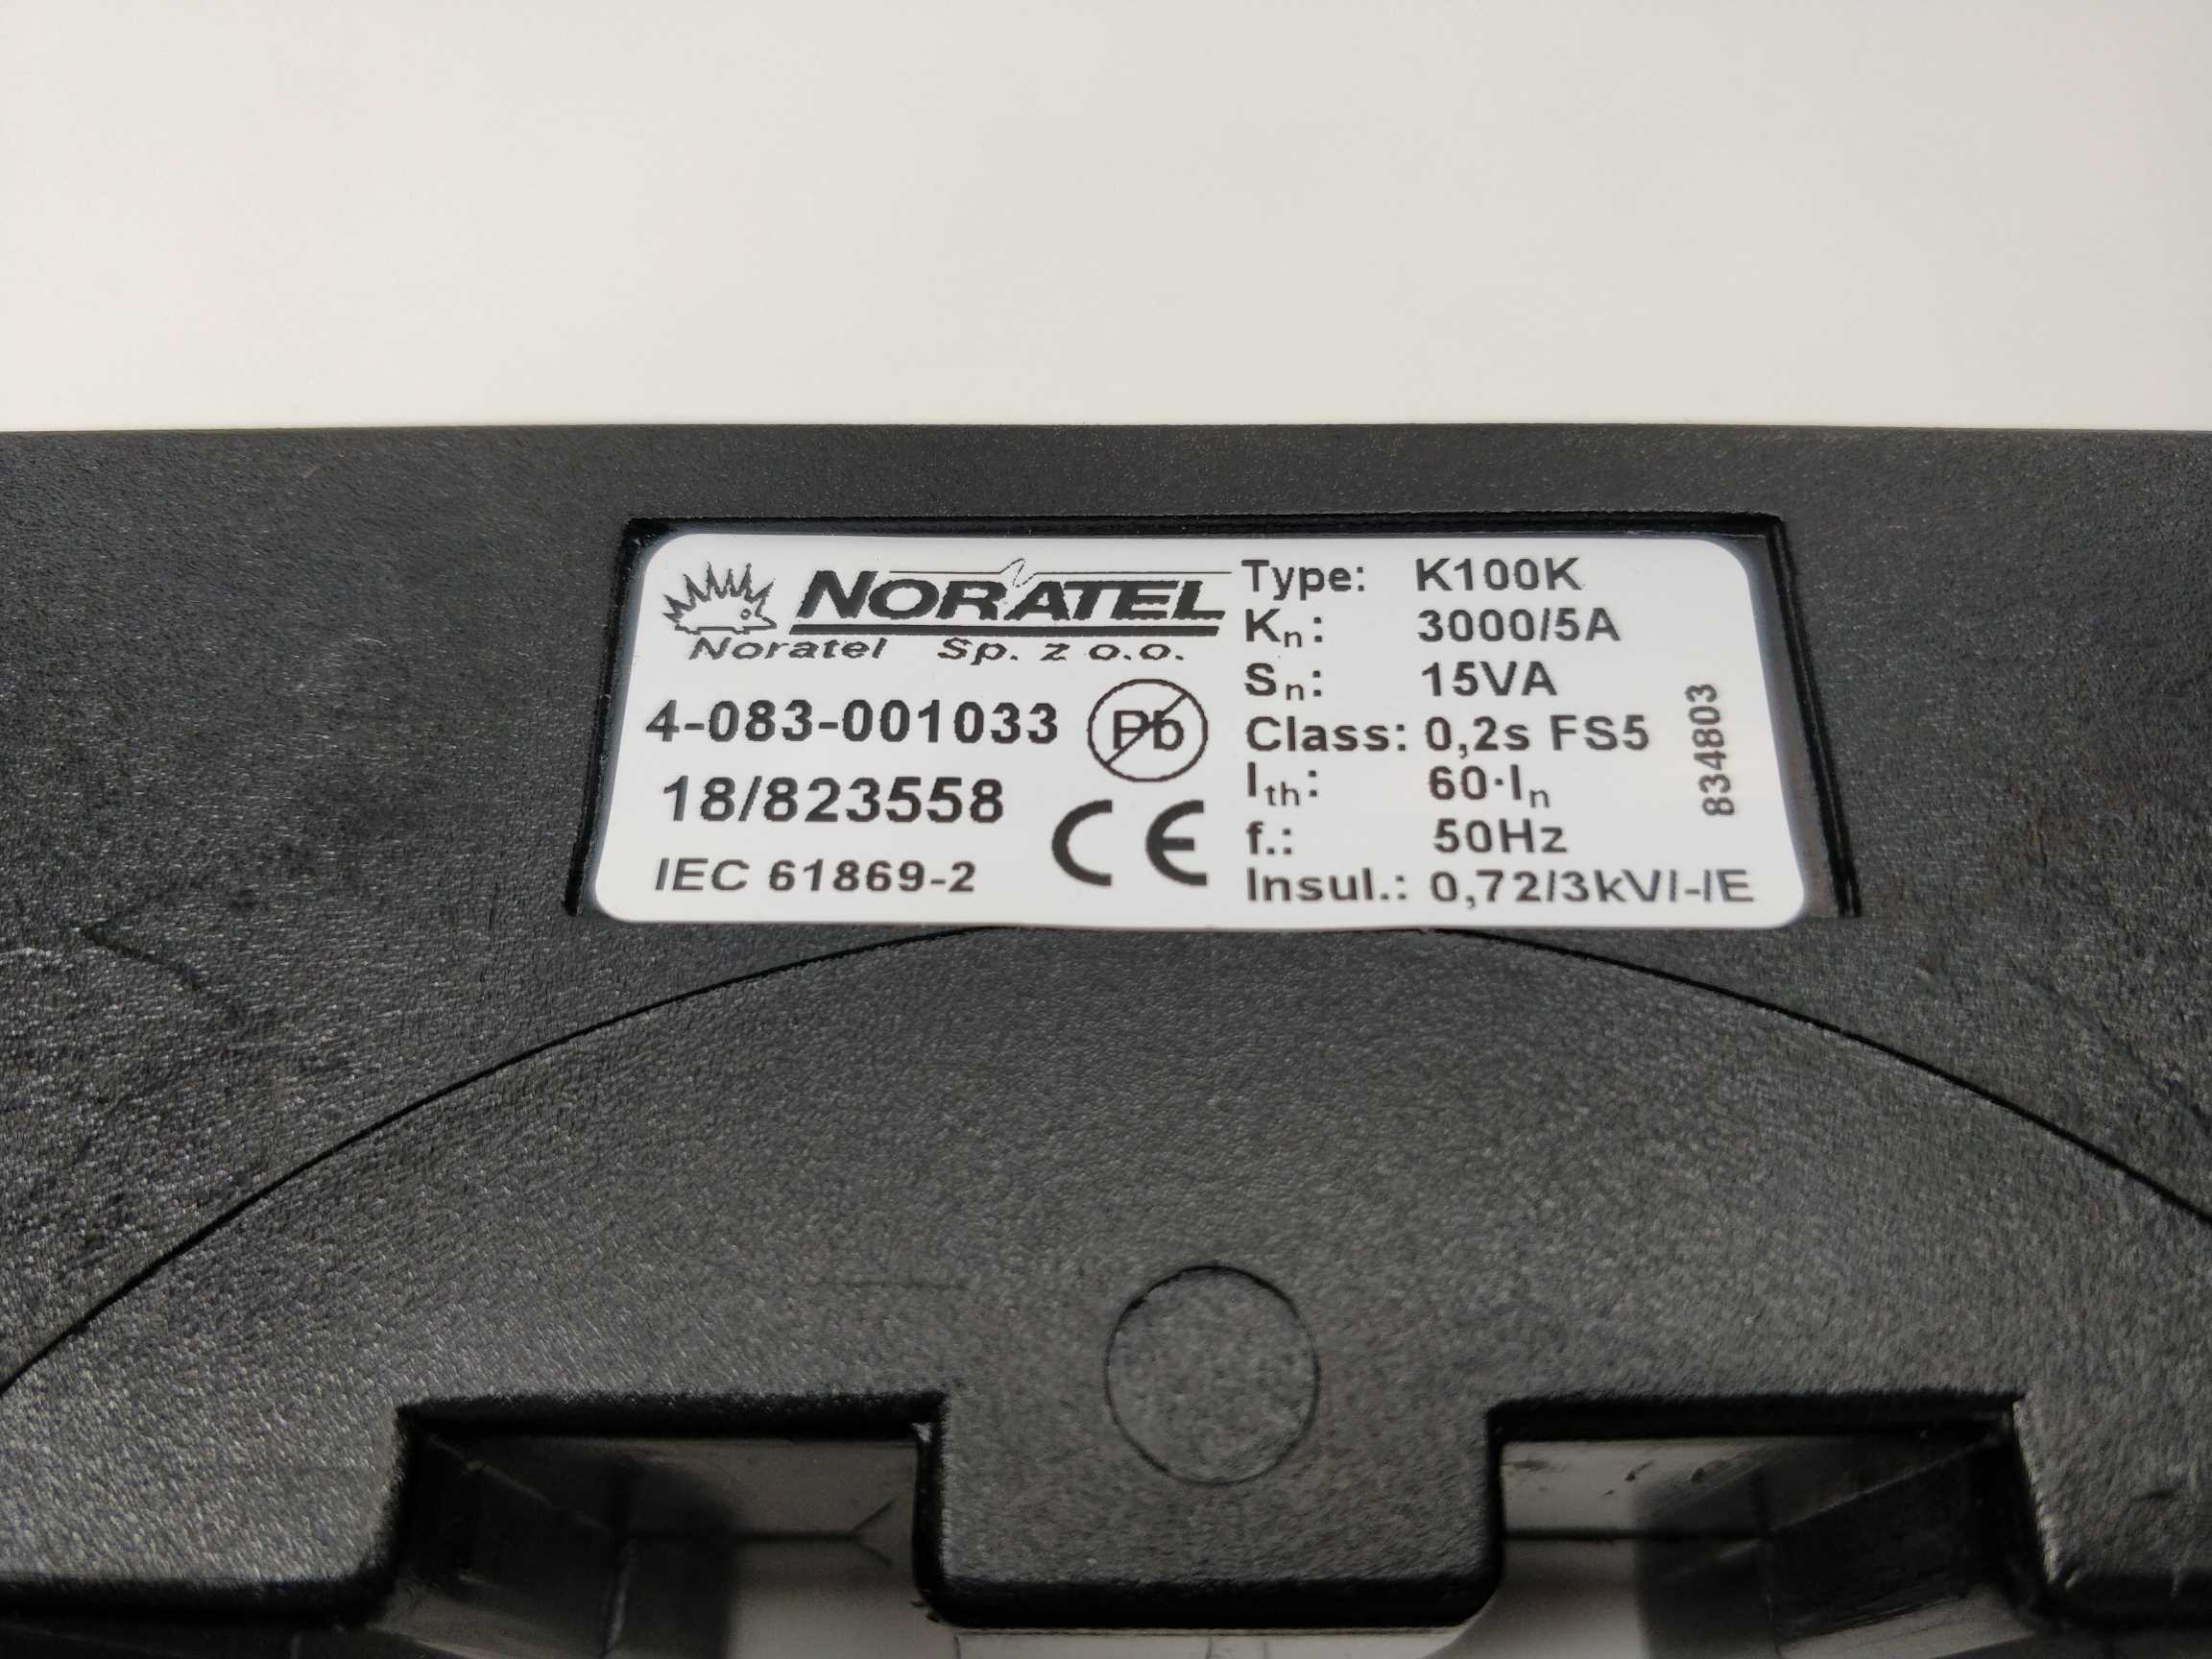 NORATEL
Noratel Sp. z o.o.
4-083-001033
Pb
18/823558
CE
IEC 61869-2
Type: K100K
Kn: 3000/5A
Sn: 15VA
Class: 0,2s FS5
Ith: 60·In
f.: 50Hz
Insul.: 0,72/3kV/-/E
8348803